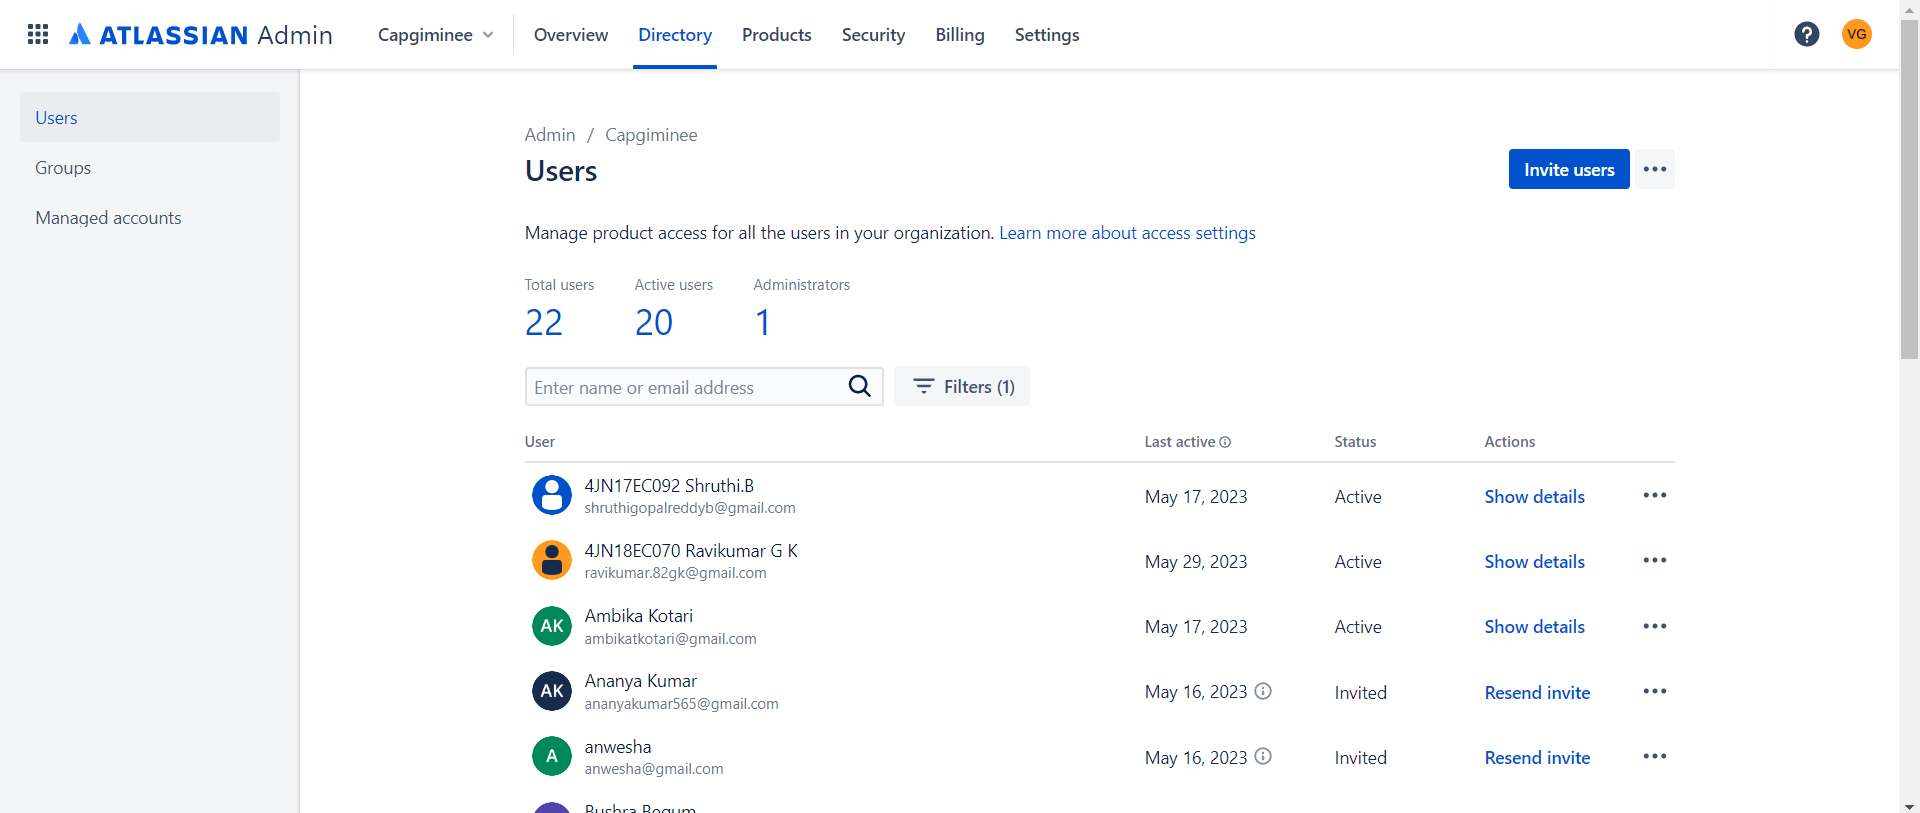 ATLASSIAN Admin
Capgiminee
Overview
Directory
Products
Security
Billing
Settings
?
VG
Users
Groups
Managed accounts
Admin / Capgiminee
Users
Invite users
Manage product access for all the users in your organization. Learn more about access settings
Total users
22
Active users
20
Administrators
1
Enter name or email address
Filters (1)
User
Last active
Status
Actions
4JN17EC092 Shruthi.B
shruthigopalreddyb@gmail.com
May 17, 2023
Active
Show details
4JN18EC070 Ravikumar G K
ravikumar.82gk@gmail.com
May 29, 2023
Active
Show details
AK
Ambika Kotari
ambikatkotari@gmail.com
May 17, 2023
Active
Show details
AK
Ananya Kumar
ananyakumar565@gmail.com
May 16, 2023
Invited
Resend invite
A
anwesha
anwesha@gmail.com
May 16, 2023
Invited
Resend invite
Bushra Begum